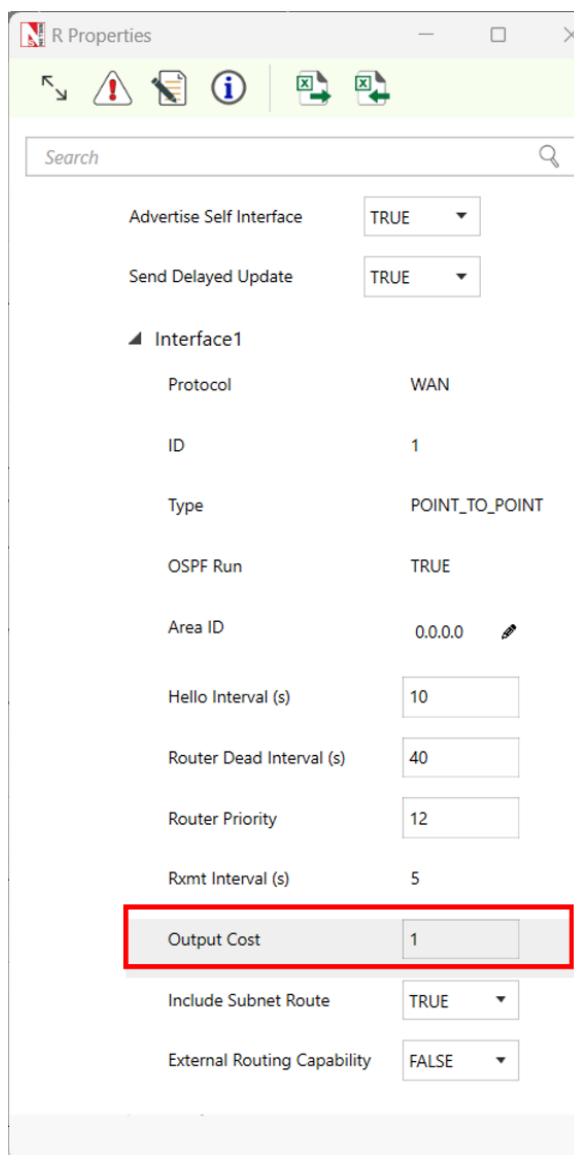 R Properties
Search
Advertise Self Interface TRUE
Send Delayed Update TRUE
Interface1
Protocol WAN
ID 1
Type POINT_TO_POINT
OSPF Run TRUE
Area ID 0.0.0.0
Hello Interval (s) 10
Router Dead Interval (s) 40
Router Priority 12
Rxmt Interval (s) 5
Output Cost 1
Include Subnet Route TRUE
External Routing Capability FALSE